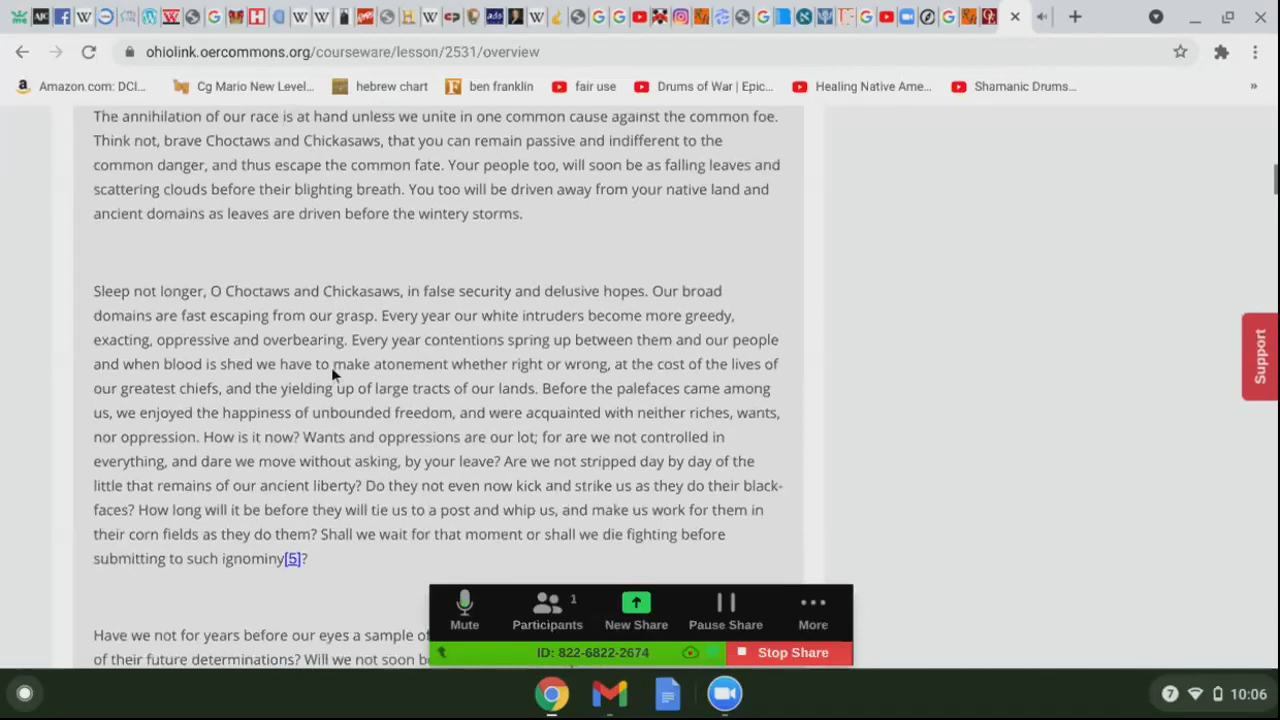 ohiolink.oercommons.org/courseware/lesson/2531/overview
Amazon.com: DCI... Cg Mario New Level... hebrew chart ben franklin fair use Drums of War | Epic... Healing Native Ame... Shamanic Drums... »
The annihilation of our race is at hand unless we unite in one common cause against the common foe.
Think not, brave Choctaws and Chickasaws, that you can remain passive and indifferent to the
common danger, and thus escape the common fate. Your people too, will soon be as falling leaves and
scattering clouds before their blighting breath. You too will be driven away from your native land and
ancient domains as leaves are driven before the wintery storms.
Sleep not longer, O Choctaws and Chickasaws, in false security and delusive hopes. Our broad
domains are fast escaping from our grasp. Every year our white intruders become more greedy,
exacting, oppressive and overbearing. Every year contentions spring up between them and our people
and when blood is shed we have to make atonement whether right or wrong, at the cost of the lives of
our greatest chiefs, and the yielding up of large tracts of our lands. Before the palefaces came among
us, we enjoyed the happiness of unbounded freedom, and were acquainted with neither riches, wants,
nor oppression. How is it now? Wants and oppressions are our lot; for are we not controlled in
everything, and dare we move without asking, by your leave? Are we not stripped day by day of the
little that remains of our ancient liberty? Do they not even now kick and strike us as they do their black-
faces? How long will it be before they will tie us to a post and whip us, and make us work for them in
their corn fields as they do them? Shall we wait for that moment or shall we die fighting before
submitting to such ignominy[5]?
Have we not for years before our eyes a sample of
of their future determinations? Will we not soon
Support
1
Mute Participants New Share Pause Share More
ID: 822-6822-2674 Stop Share
7 10:06